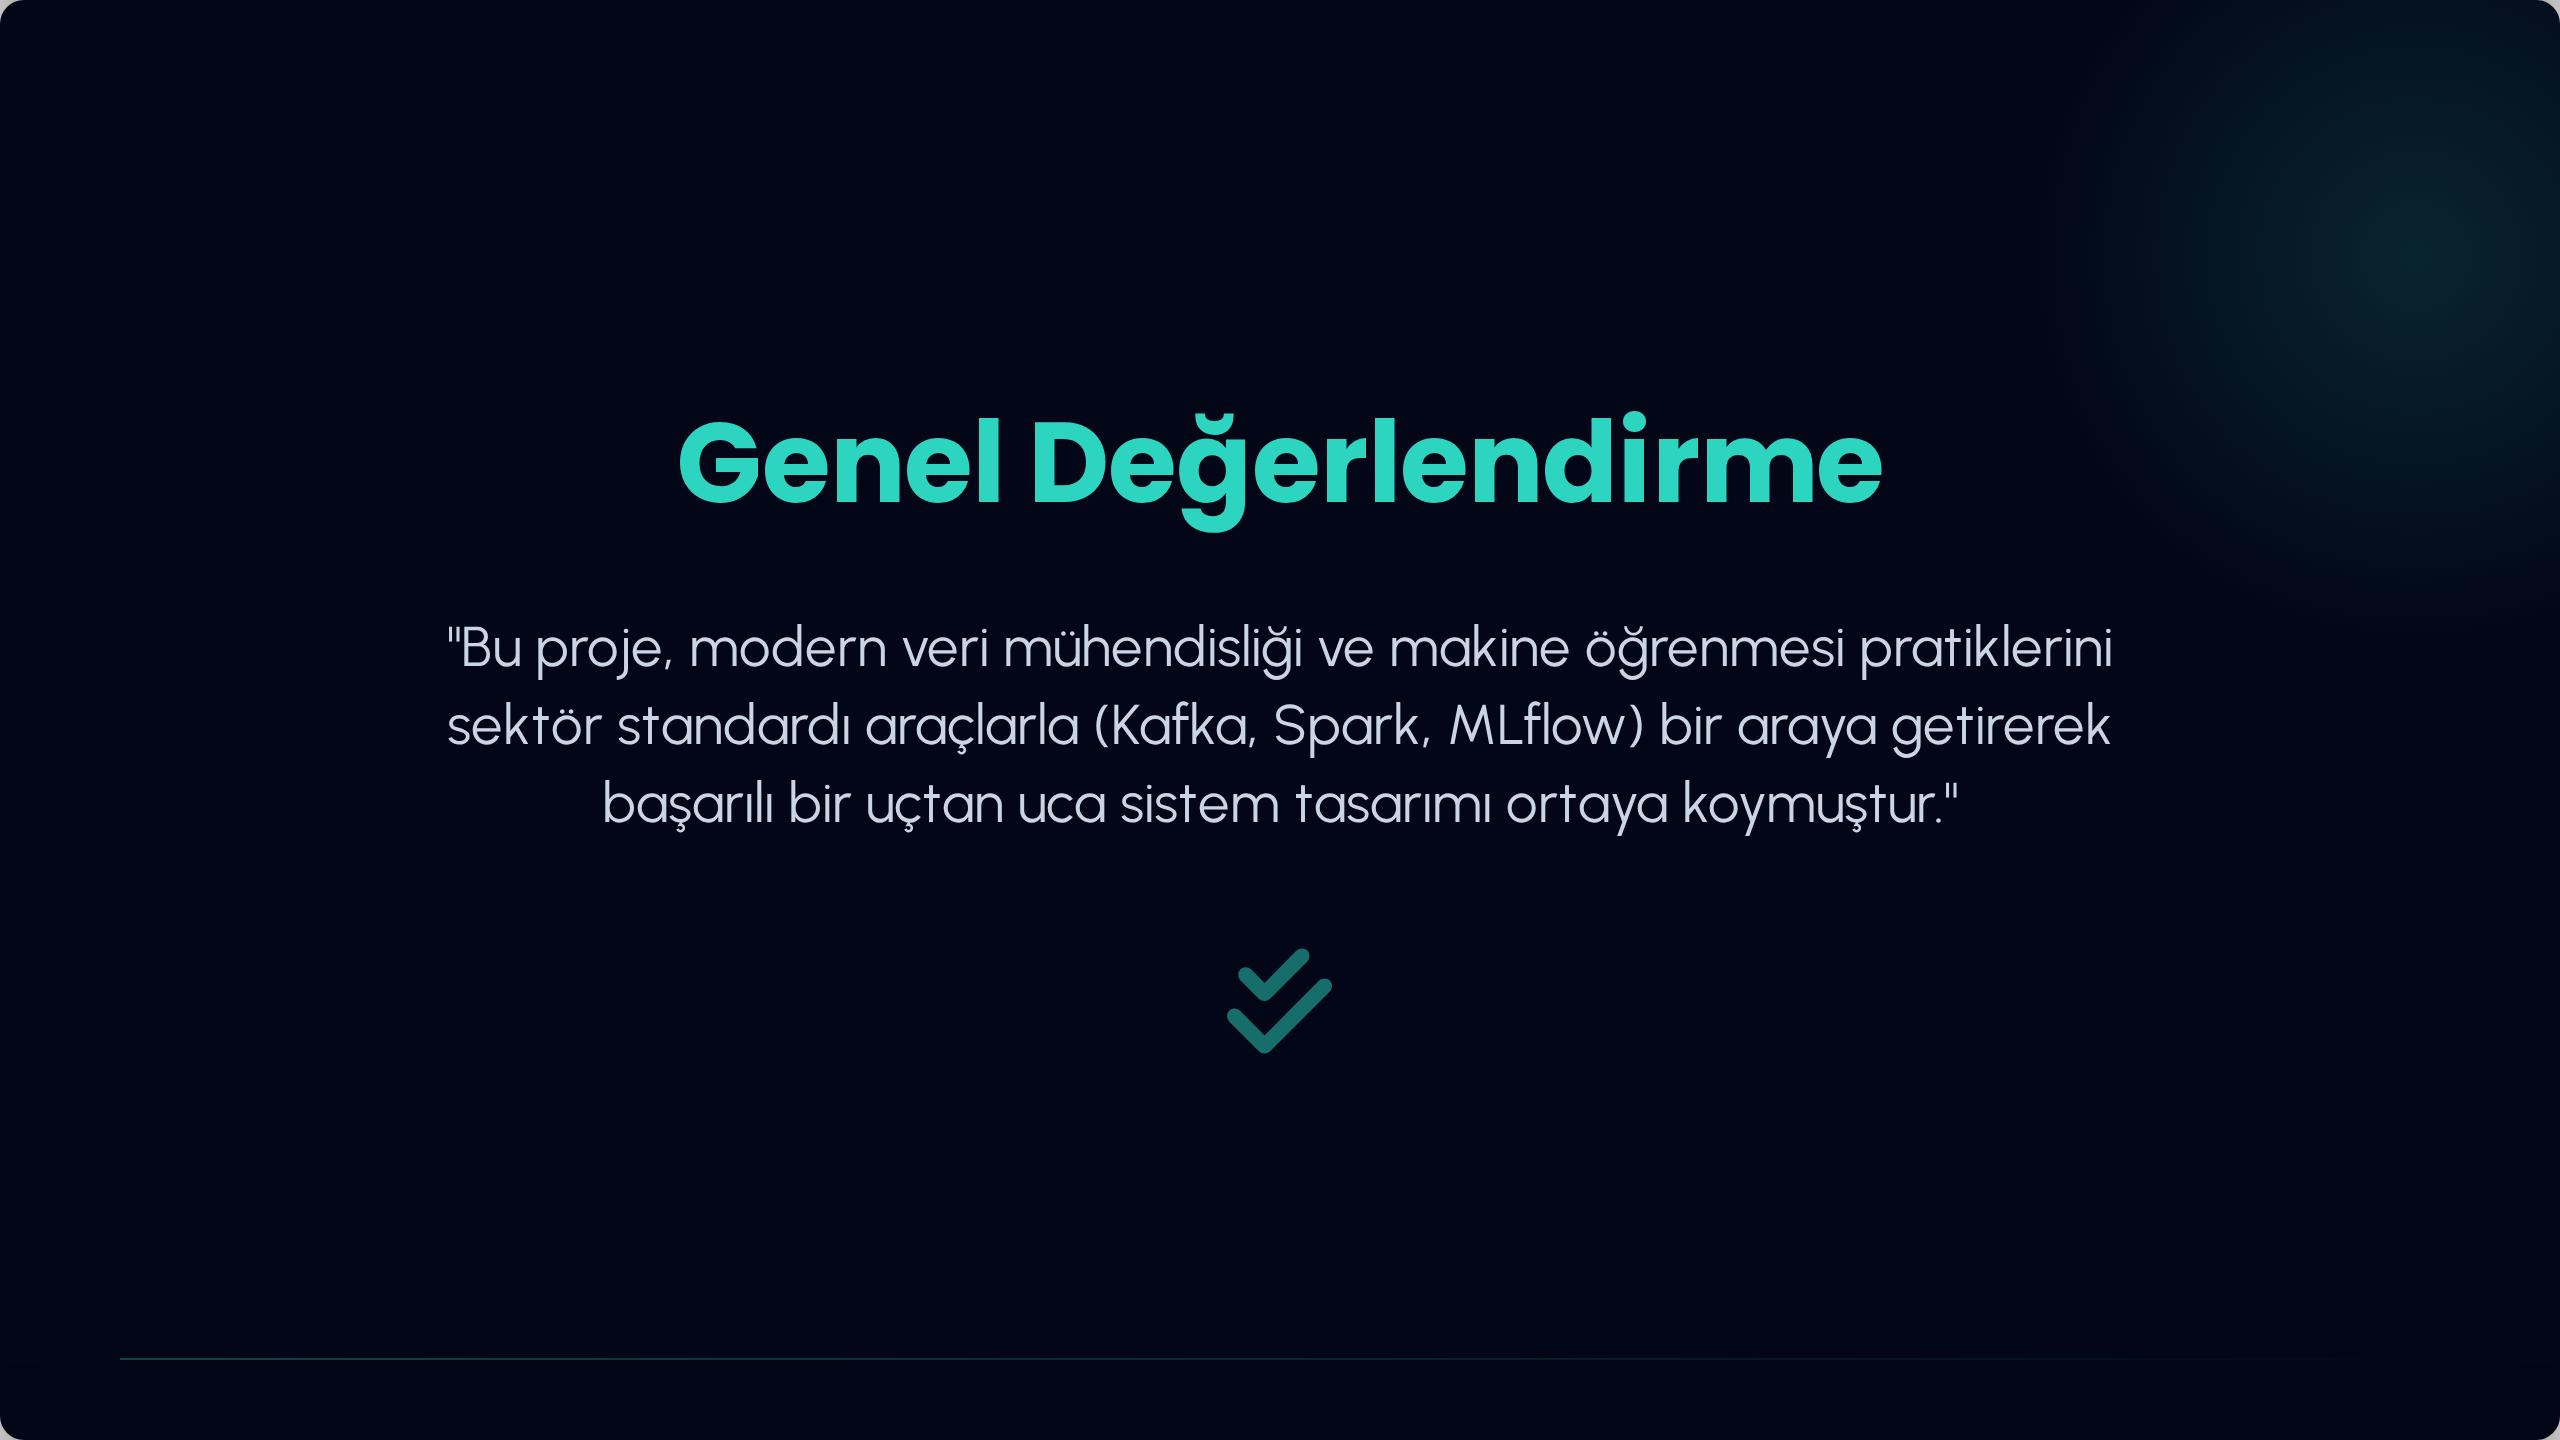 Genel Değerlendirme
"Bu proje, modern veri mühendisliği ve makine öğrenmesi pratiklerini
sektör standardı araçlarla (Kafka, Spark, MLflow) bir araya getirerek
başarılı bir uçtan uca sistem tasarımı ortaya koymuştur."